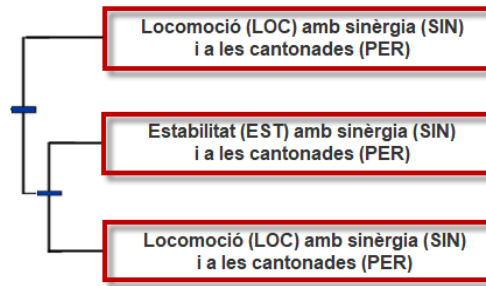 Locomoció (LOC) amb sinèrgia (SIN)
i a les cantonades (PER)
Estabilitat (EST) amb sinèrgia (SIN)
i a les cantonades (PER)
Locomoció (LOC) amb sinèrgia (SIN)
i a les cantonades (PER)